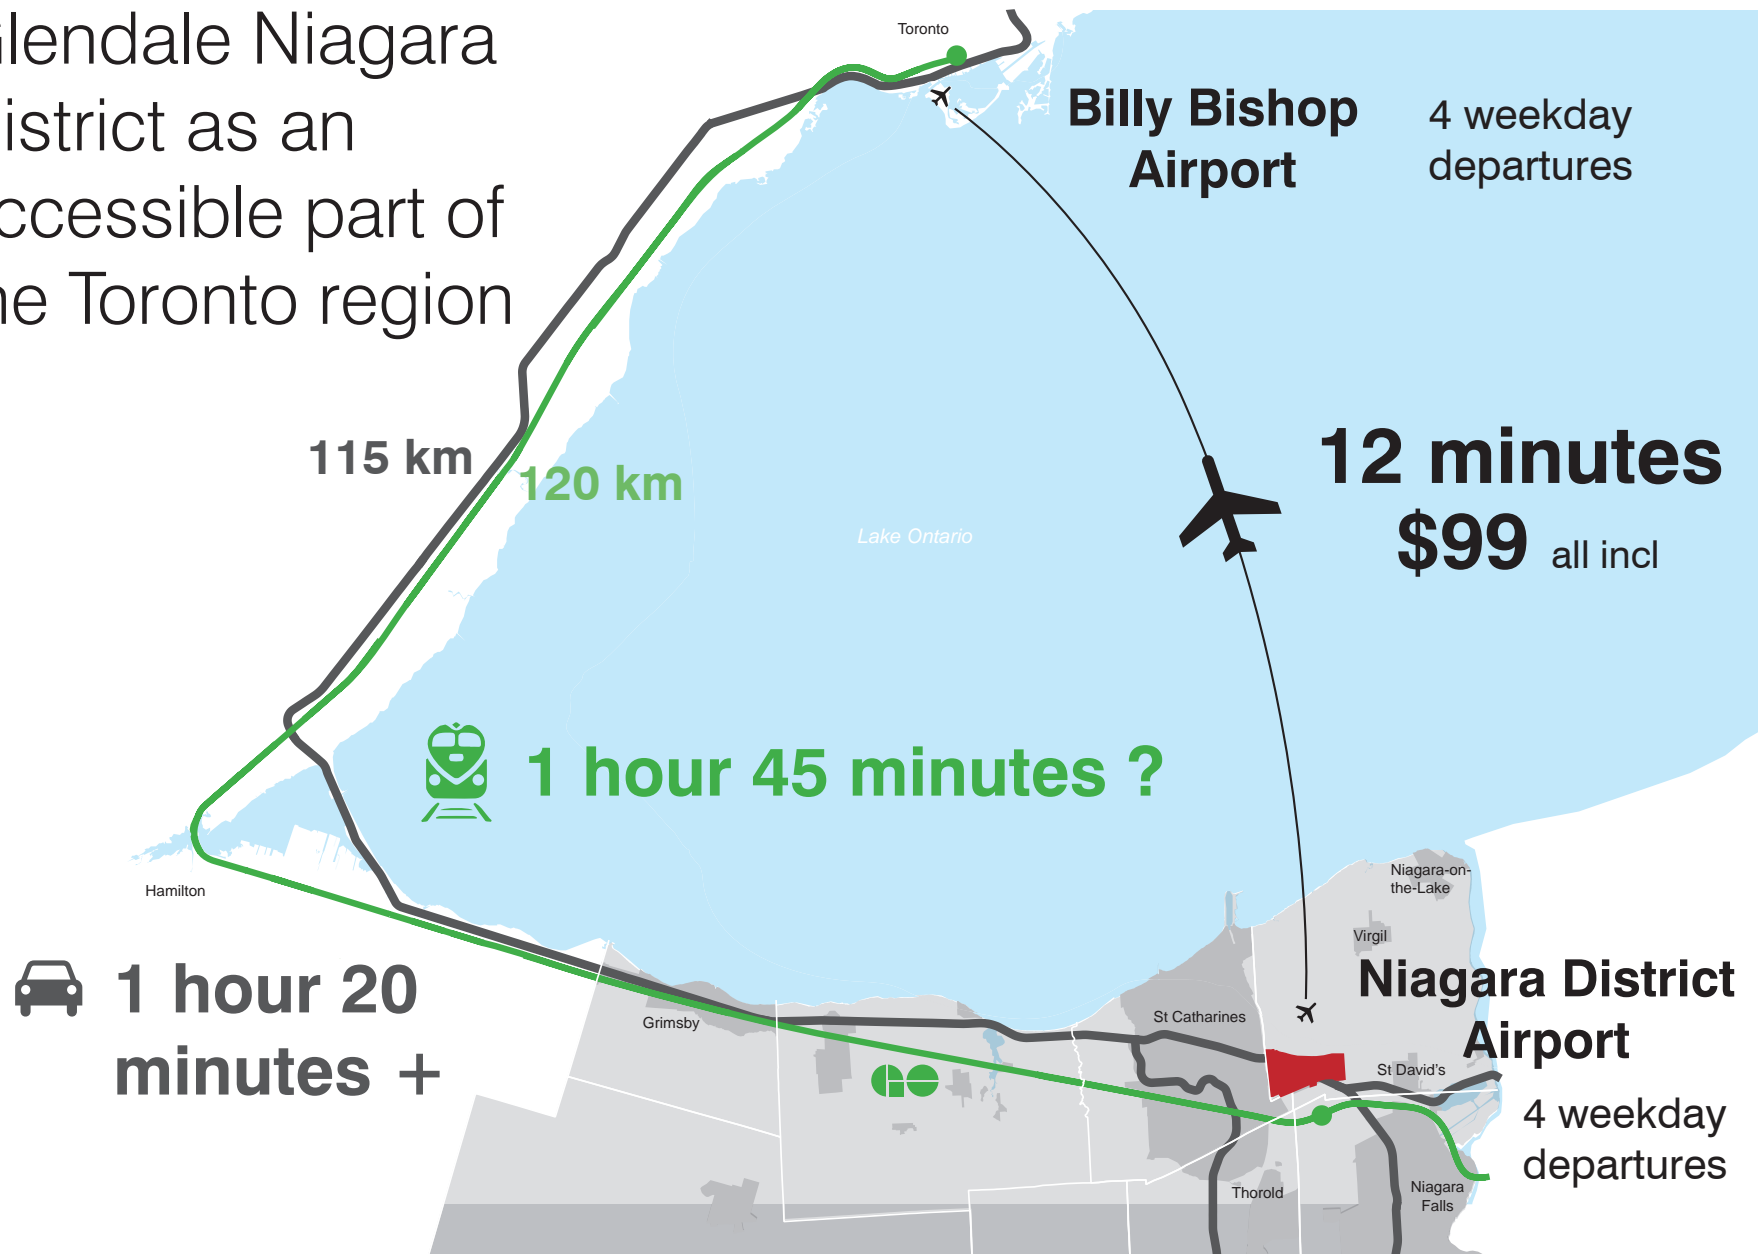 lendale Niagara
istrict as an
ccessible part of
he Toronto region
Toronto
Billy Bishop
Airport
4 weekday
departures
115 km
120 km
12 minutes
$99 all incl
Lake Ontario
1 hour 45 minutes ?
Hamilton
1 hour 20
minutes +
Grimsby
GO
St Catharines
Niagara-on-
the-Lake
Virgil
Niagara District
Airport
St David's
4 weekday
departures
Thorold
Niagara
Falls